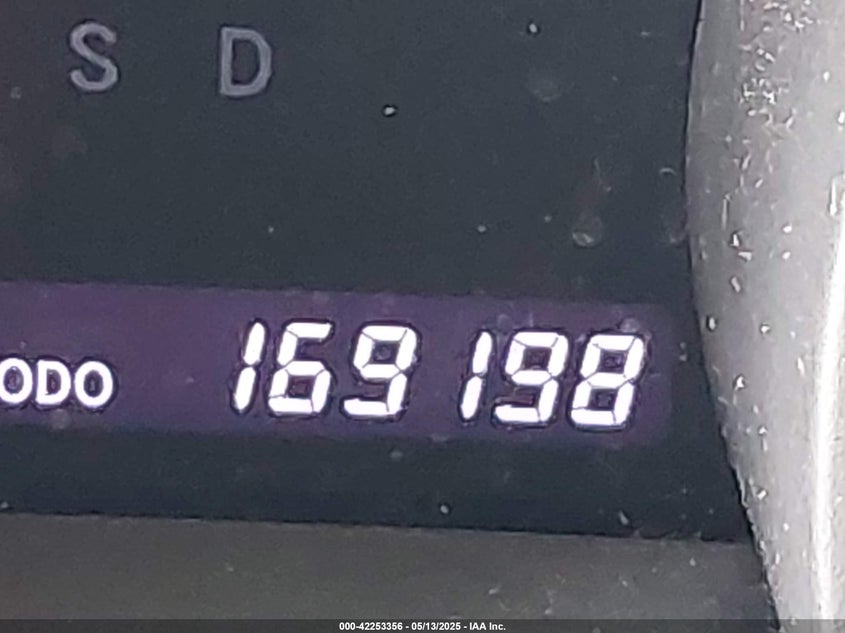 S D
ODO 169198
000-42253356 - 05/13/2025 - IAA Inc.